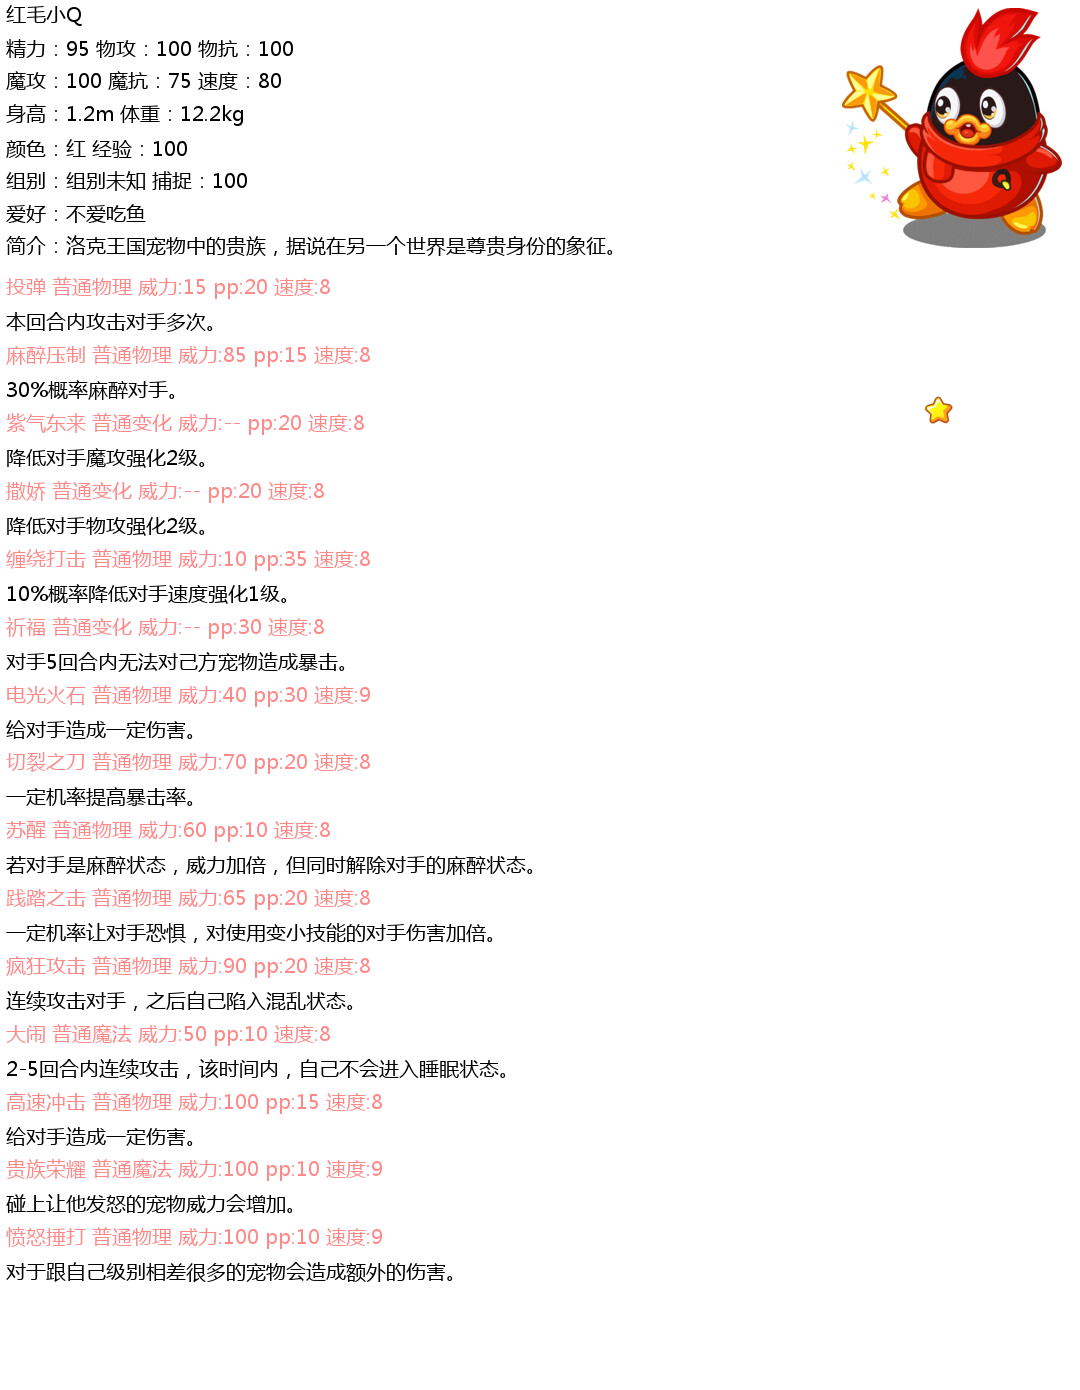 红毛小Q
精力：95 物攻：100 物抗：100
魔攻：100 魔抗：75 速度：80
身高：1.2m 体重：12.2kg
颜色：红 经验：100
组别：组别未知 捕捉：100
爱好：不爱吃鱼
简介：洛克王国宠物中的贵族，据说在另一个世界是尊贵身份的象征。
投弹 普通物理 威力:15 pp:20 速度:8
本回合内攻击对手多次。
麻醉压制 普通物理 威力:85 pp:15 速度:8
30%概率麻醉对手。
紫气东来 普通变化 威力:-- pp:20 速度:8
降低对手魔攻强化2级。
撒娇 普通变化 威力:-- pp:20 速度:8
降低对手物攻强化2级。
缠绕打击 普通物理 威力:10 pp:35 速度:8
10%概率降低对手速度强化1级。
祈福 普通变化 威力:-- pp:30 速度:8
对手5回合内无法对己方宠物造成暴击。
电光火石 普通物理 威力:40 pp:30 速度:9
给对手造成一定伤害。
切裂之刀 普通物理 威力:70 pp:20 速度:8
一定机率提高暴击率。
苏醒 普通物理 威力:60 pp:10 速度:8
若对手是麻醉状态，威力加倍，但同时解除对手的麻醉状态。
践踏之击 普通物理 威力:65 pp:20 速度:8
一定机率让对手恐惧，对使用变小技能的对手伤害加倍。
疯狂攻击 普通物理 威力:90 pp:20 速度:8
连续攻击对手，之后自己陷入混乱状态。
大闹 普通魔法 威力:50 pp:10 速度:8
2-5回合内连续攻击，该时间内，自己不会进入睡眠状态。
高速冲击 普通物理 威力:100 pp:15 速度:8
给对手造成一定伤害。
贵族荣耀 普通魔法 威力:100 pp:10 速度:9
碰上让他发怒的宠物威力会增加。
愤怒捶打 普通物理 威力:100 pp:10 速度:9
对于跟自己级别相差很多的宠物会造成额外的伤害。